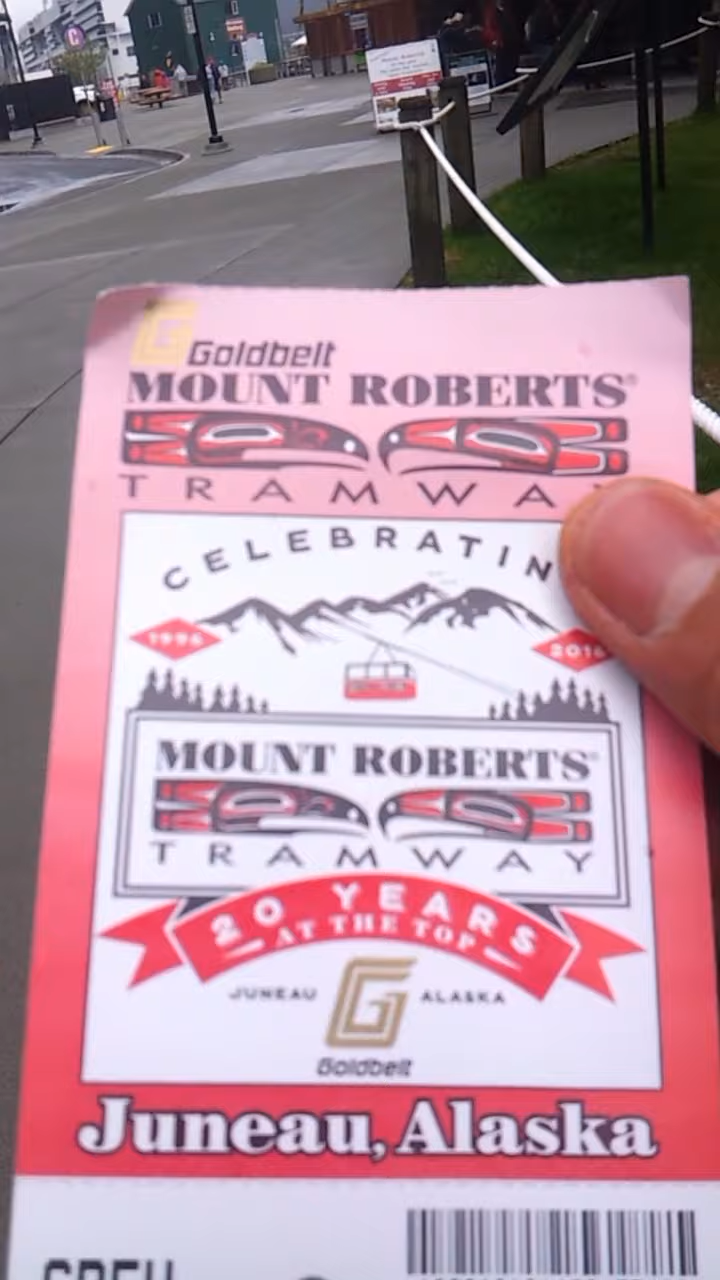 Goldbelt
MOUNT ROBERTS®
TRAMWAY
CELEBRATIN
1996
2016
MOUNT ROBERTS®
TRAMWAY
20 YEARS
AT THE TOP
JUNEAU ALASKA
Goldbelt
Juneau, Alaska